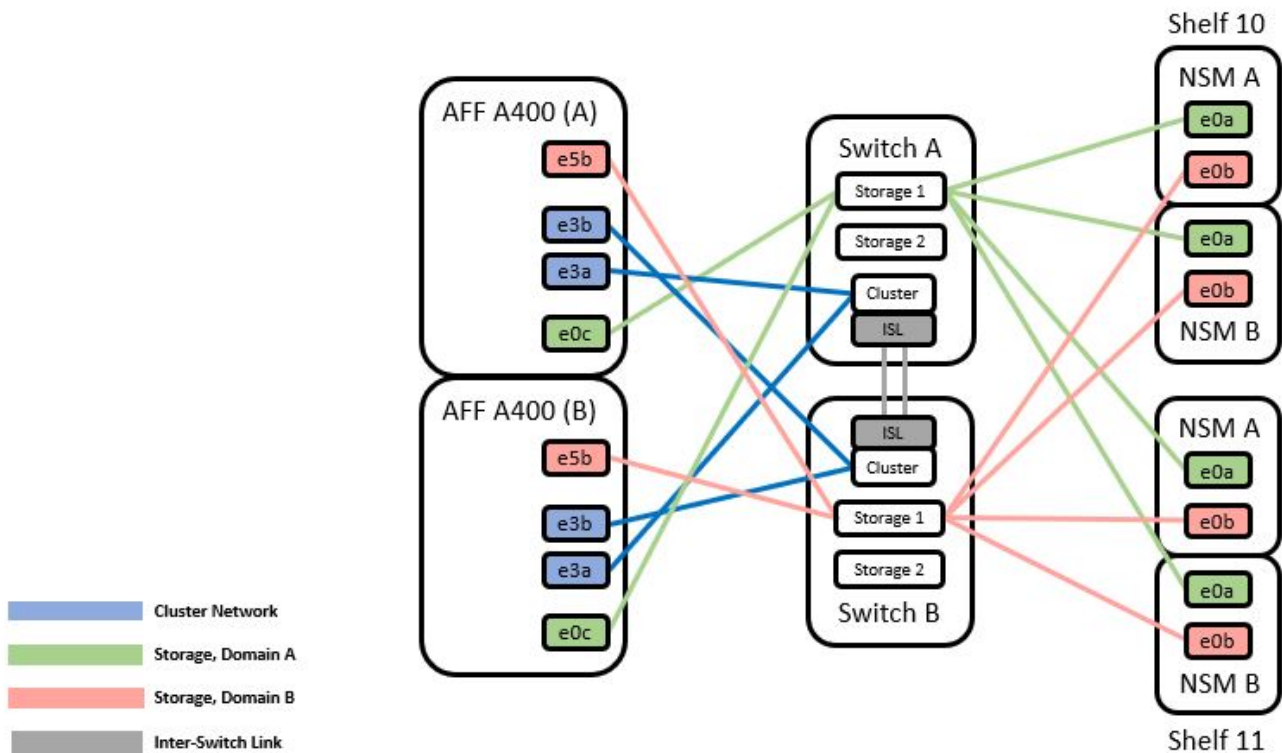 Shelf 10
AFF A400 (A)
e5b
e3b
e3a
e0c
AFF A400 (B)
e5b
e3b
e3a
e0c
Switch A
Storage 1
Storage 2
Cluster
ISL
ISL
Cluster
Storage 1
Storage 2
Switch B
NSM A
e0a
e0b
e0a
e0b
NSM B
NSM A
e0a
e0b
e0a
e0b
NSM B
Shelf 11
Cluster Network
Storage, Domain A
Storage, Domain B
Inter-Switch Link